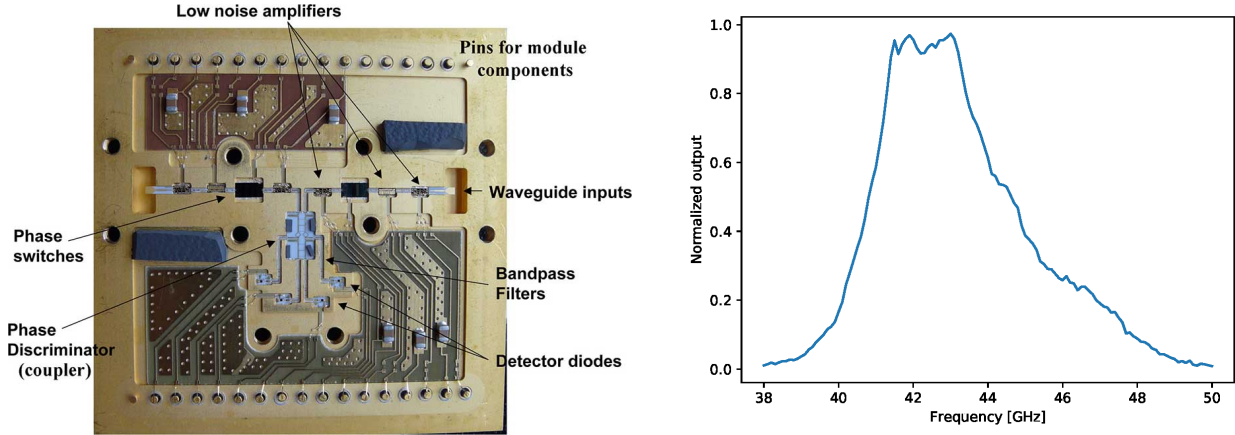 Low noise amplifiers
Pins for module
components
Waveguide inputs
Phase
switches
Bandpass
Filters
Phase
Discriminator
(coupler)
Detector diodes
1.0
0.8
0.6
0.4
0.2
0.0
Normalized output
38
40
42
44
46
48
50
Frequency [GHz]